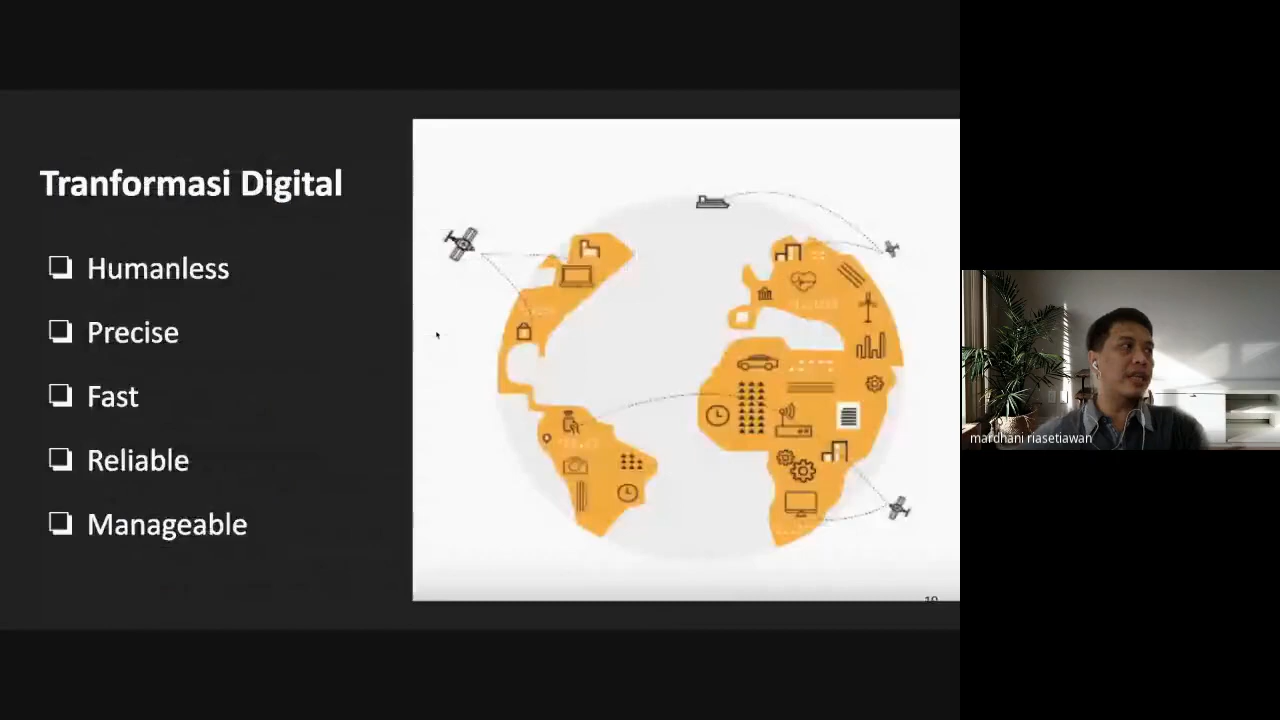 Tranformasi Digital
❏ Humanless
❏ Precise
❏ Fast
❏ Reliable
❏ Manageable
mardhani riasetiawan